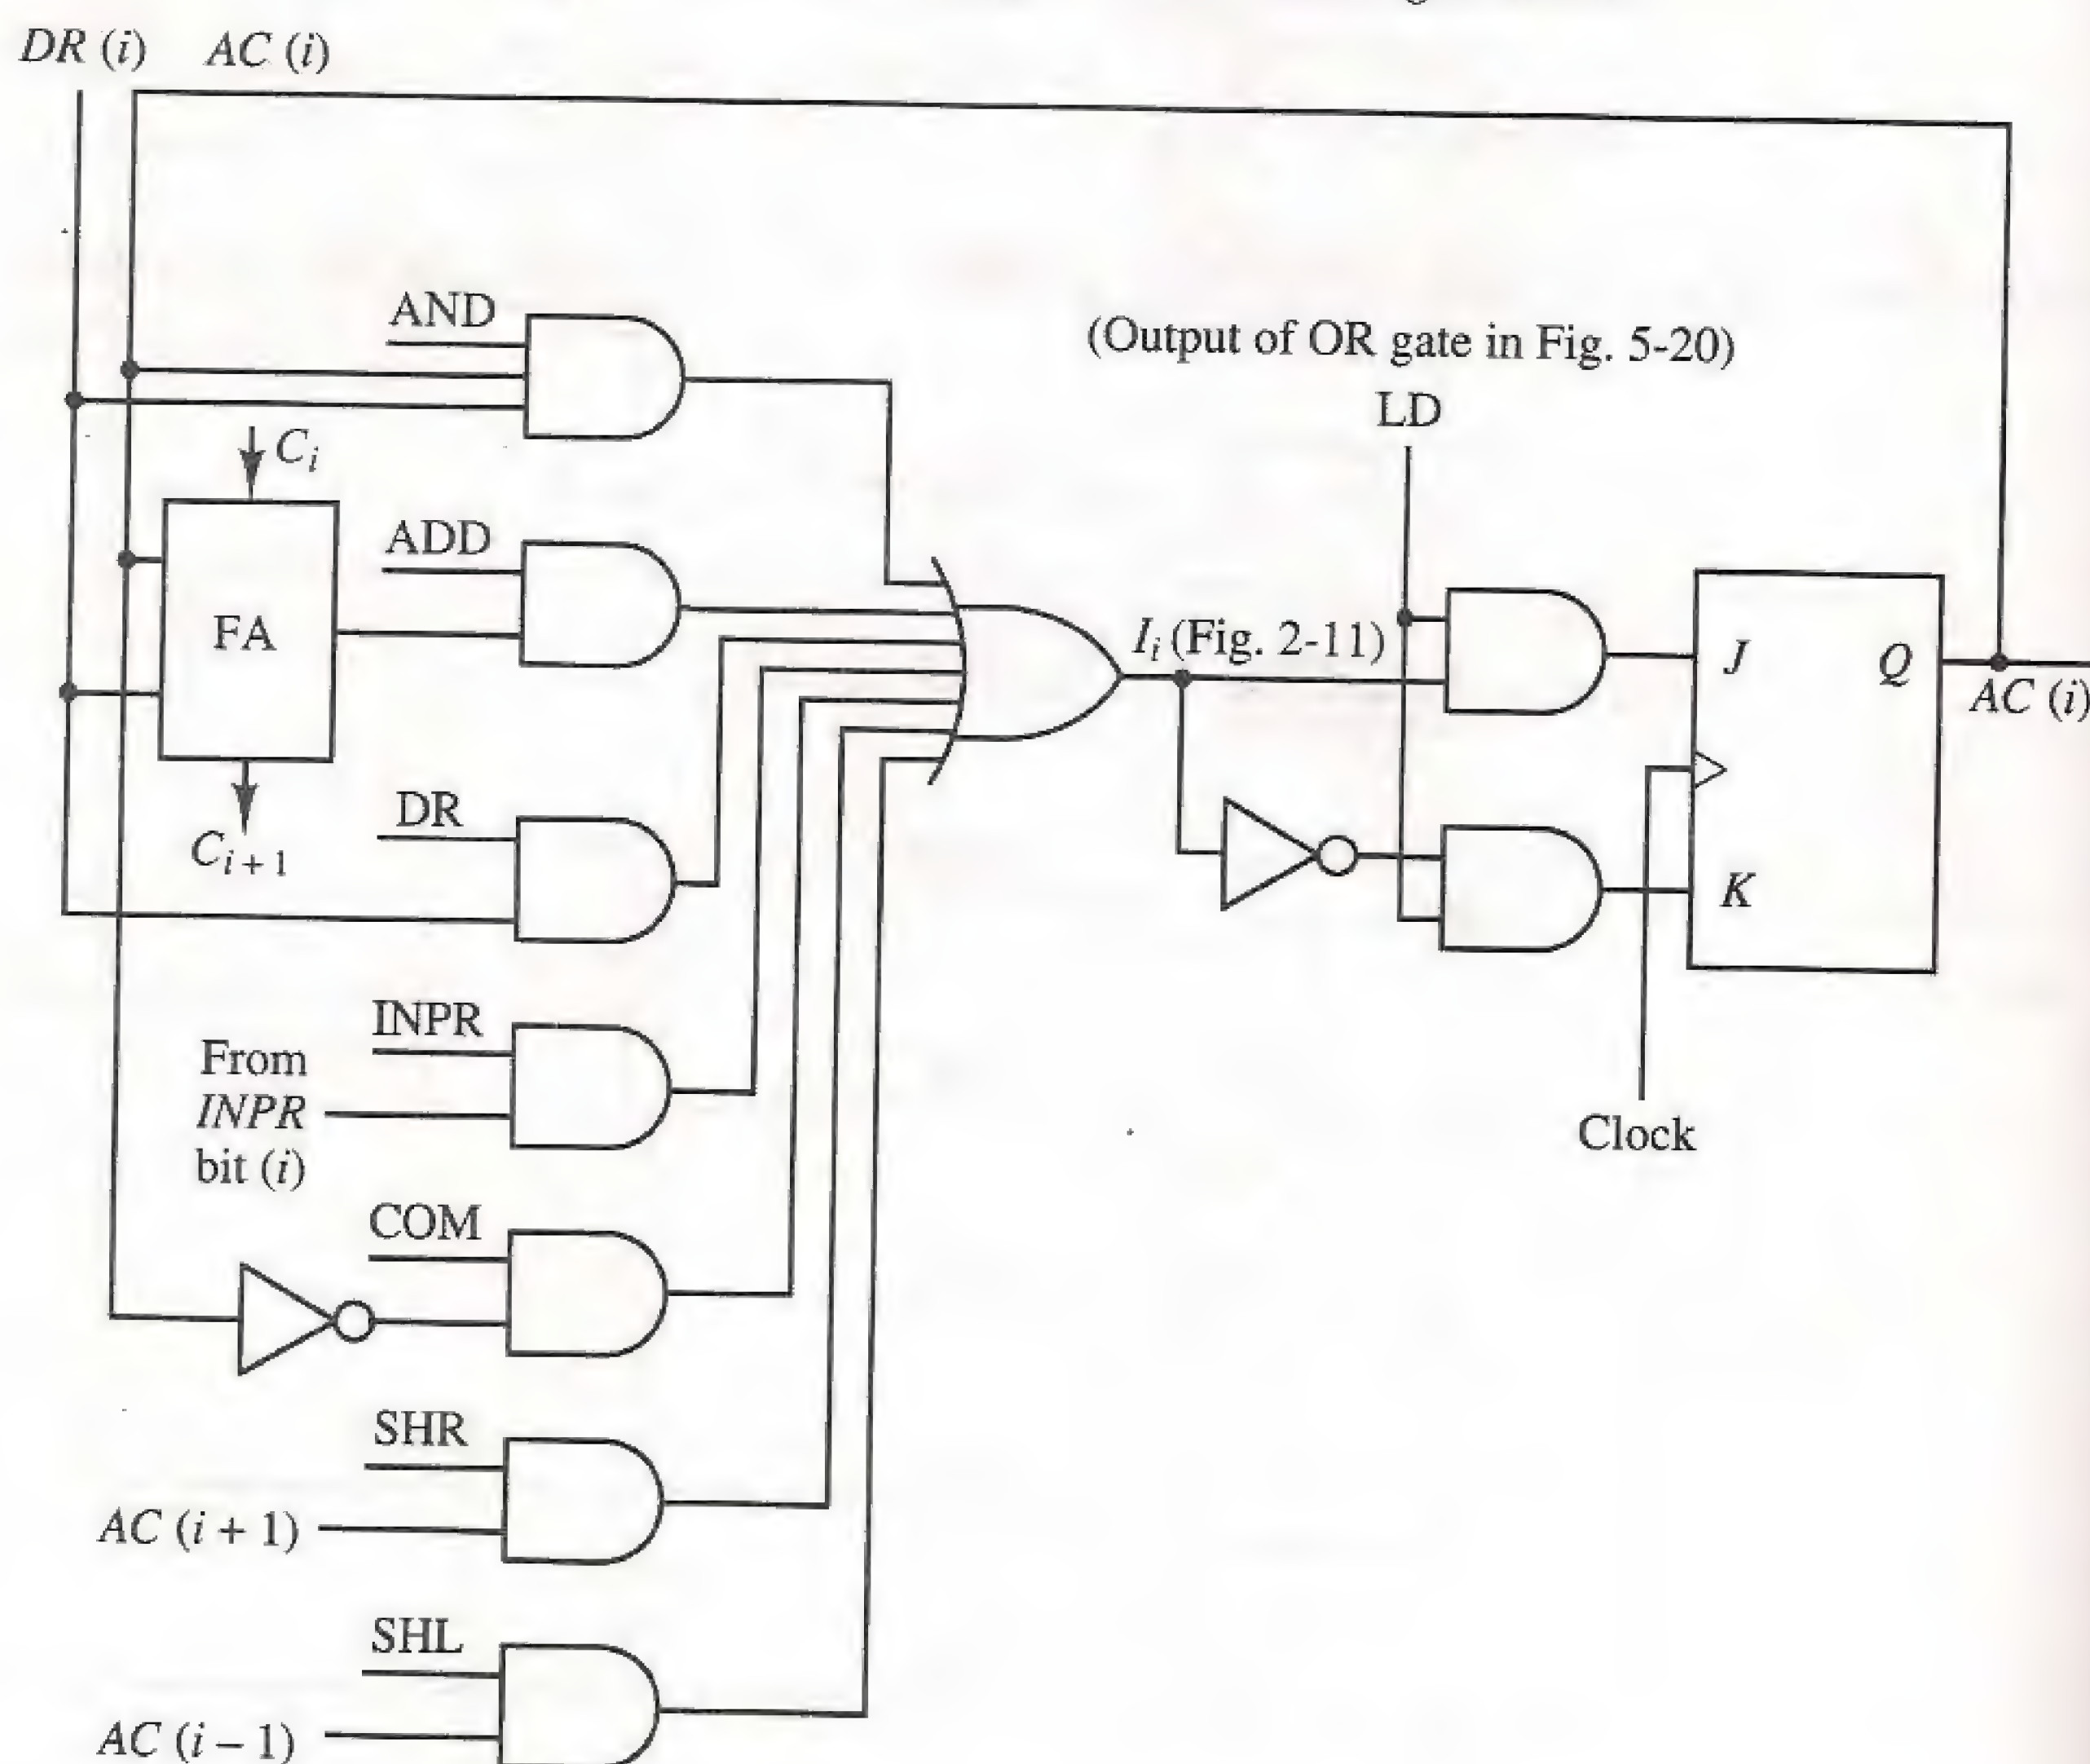 DR (i) AC (i)
AND
(Output of OR gate in Fig. 5-20)
LD
C_i
ADD
FA
I_i (Fig. 2-11)
J
Q
AC (i)
DR
C_{i+1}
K
INPR
From
INPR
bit (i)
Clock
COM
SHR
AC (i + 1)
SHL
AC (i – 1)